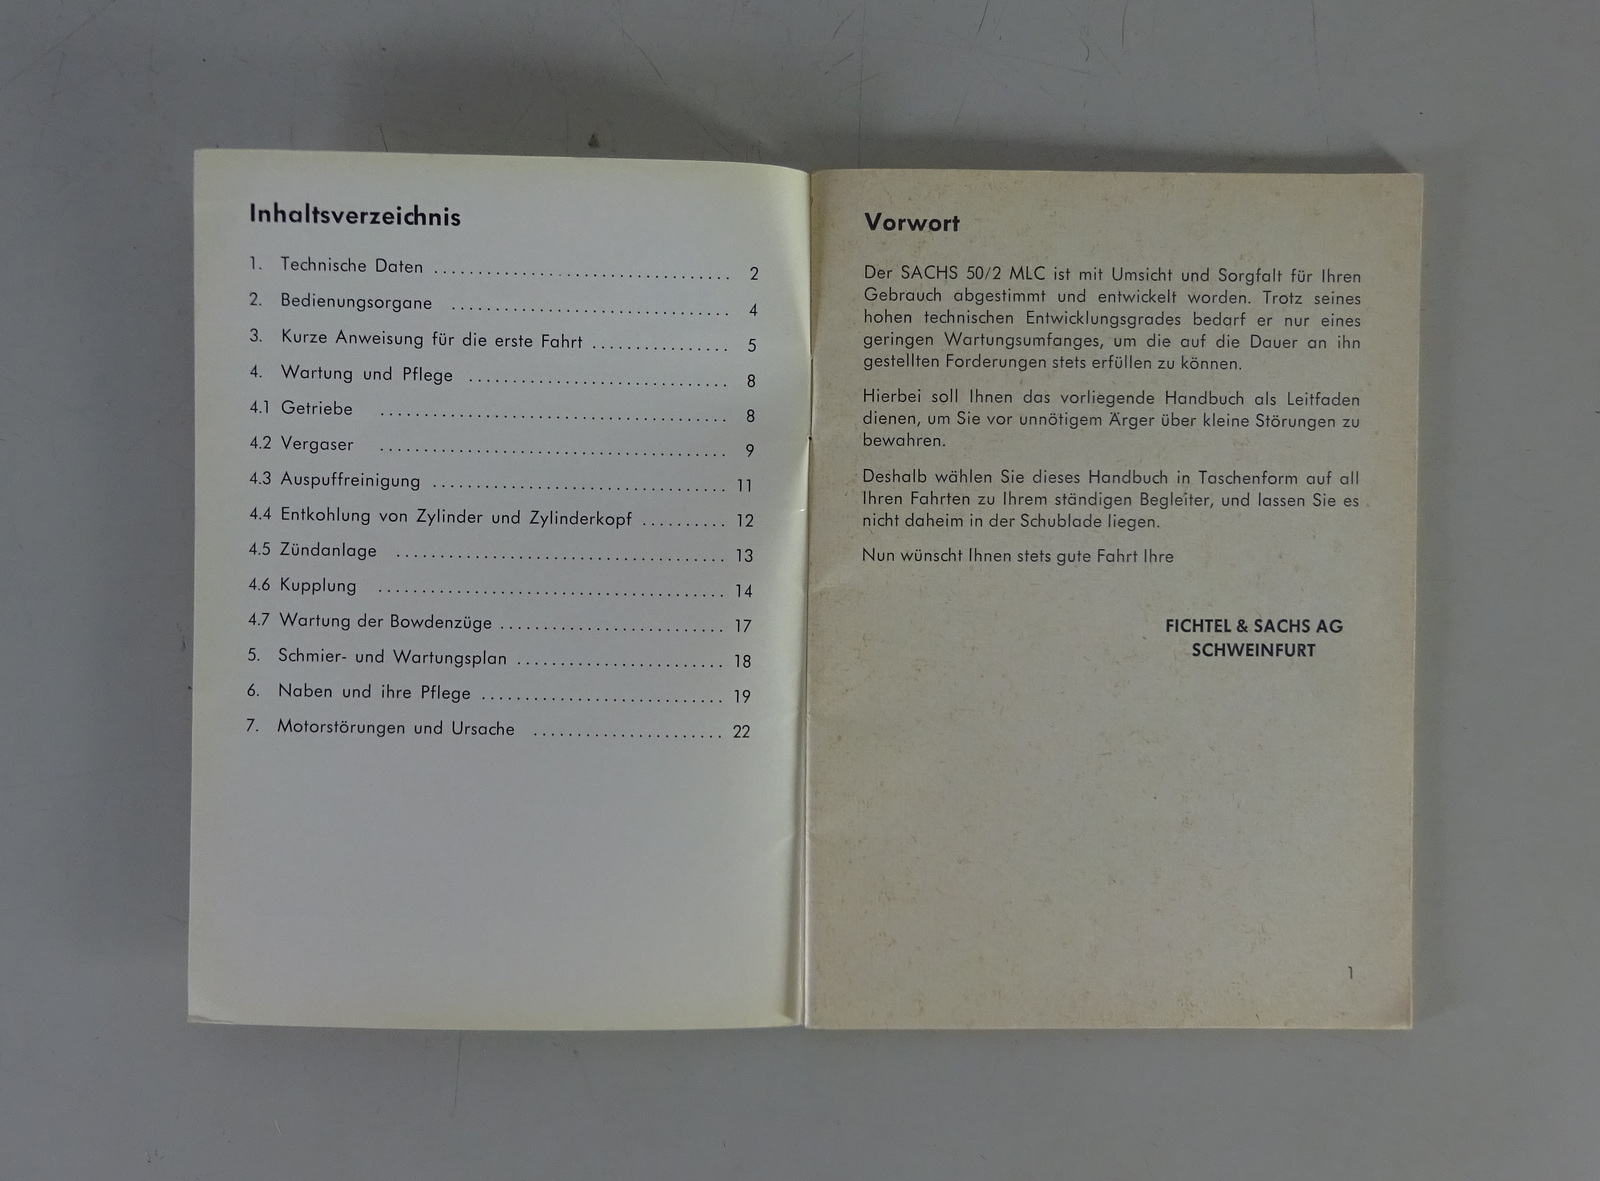 Inhaltsverzeichnis
1. Technische Daten .................................. 2
2. Bedienungsorgane ................................ 4
3. Kurze Anweisung für die erste Fahrt ................ 5
4. Wartung und Pflege .............................. 8
4.1 Getriebe ........................................ 8
4.2 Vergaser ........................................ 9
4.3 Auspuffreinigung .................................. 11
4.4 Entkohlung von Zylinder und Zylinderkopf .......... 12
4.5 Zündanlage ...................................... 13
4.6 Kupplung ........................................ 14
4.7 Wartung der Bowdenzüge .......................... 17
5. Schmier- und Wartungsplan ........................ 18
6. Naben und ihre Pflege ............................ 19
7. Motorstörungen und Ursache ...................... 22
Vorwort
Der SACHS 50/2 MLC ist mit Umsicht und Sorgfalt für Ihren
Gebrauch abgestimmt und entwickelt worden. Trotz seines
hohen technischen Entwicklungsgrades bedarf er nur eines
geringen Wartungsumfanges, um die auf die Dauer an ihn
gestellten Forderungen stets erfüllen zu können.
Hierbei soll Ihnen das vorliegende Handbuch als Leitfaden
dienen, um Sie vor unnötigem Ärger über kleine Störungen zu
bewahren.
Deshalb wählen Sie dieses Handbuch in Taschenform auf all
Ihren Fahrten zu Ihrem ständigen Begleiter, und lassen Sie es
nicht daheim in der Schublade liegen.
Nun wünscht Ihnen stets gute Fahrt Ihre
FICHTEL & SACHS AG
SCHWEINFURT
1